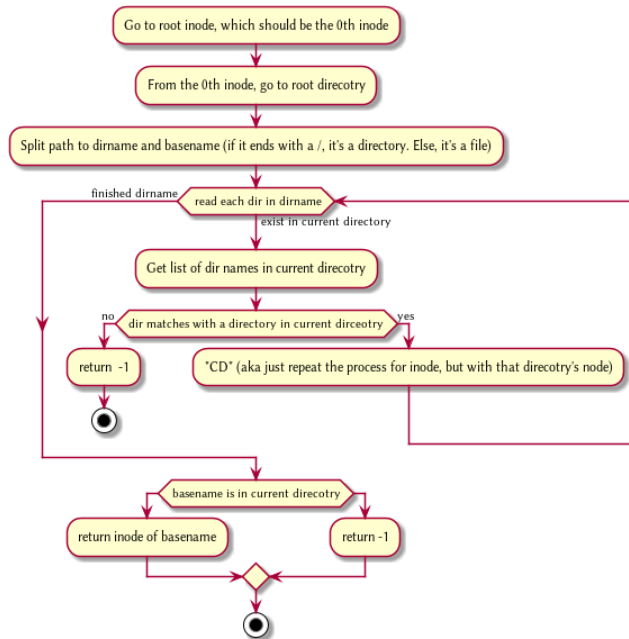 Go to root inode, which should be the 0th inode
From the 0th inode, go to root direcotry
Split path to dirname and basename (if it ends with a /, it's a directory. Else, it's a file)
finished dirname
read each dir in dirname
exist in current directory
Get list of dir names in current direcotry
no
dir matches with a directory in current dirceotry
yes
return -1
"CD" (aka just repeat the process for inode, but with that direcotry's node)
basename is in current direcotry
return inode of basename
return -1